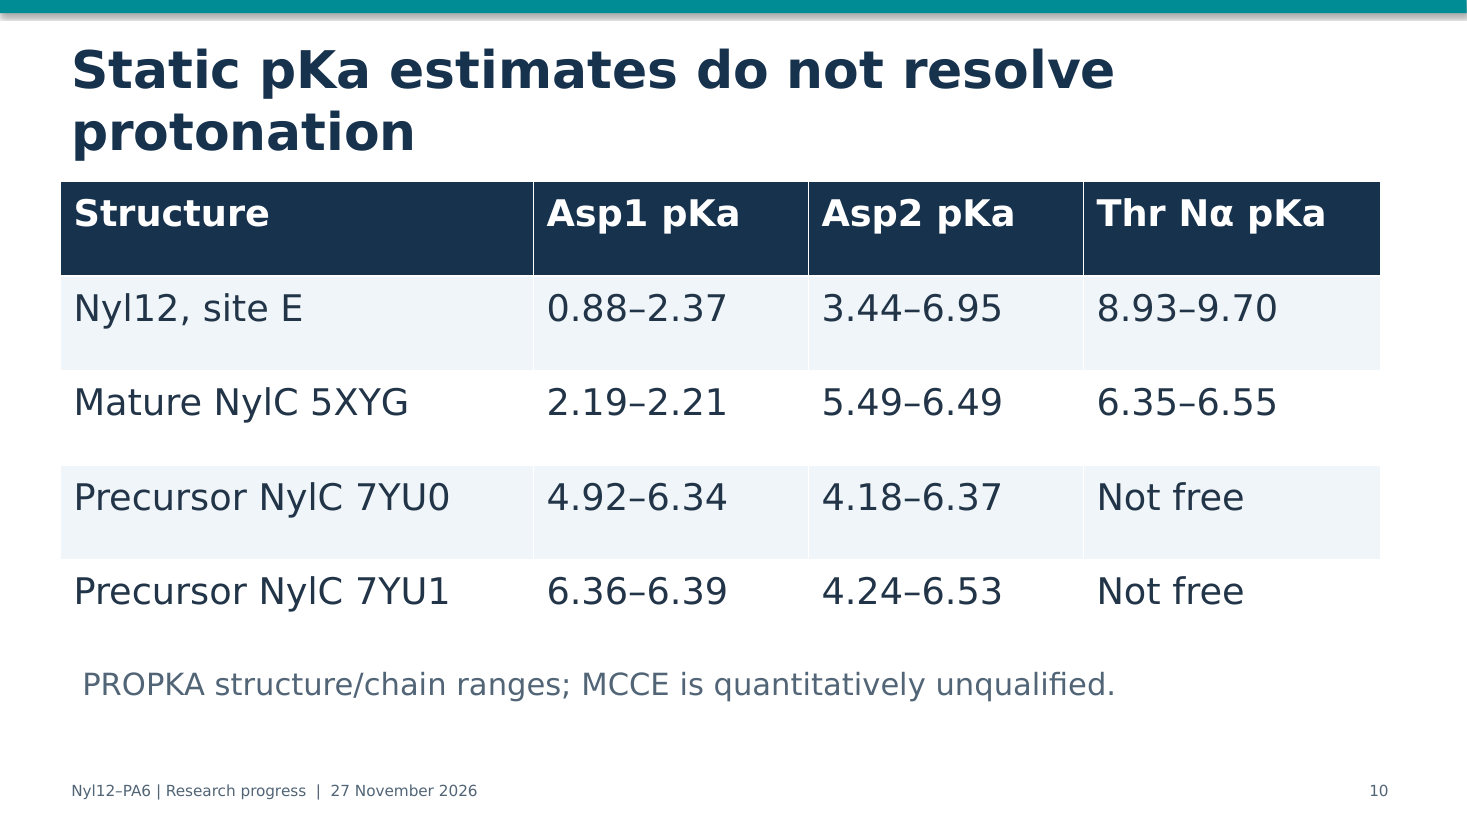 Static pKa estimates do not resolve
protonation
Structure Asp1 pKa Asp2 pKa Thr Nα pKa
Nyl12, site E 0.88–2.37 3.44–6.95 8.93–9.70
Mature NylC 5XYG 2.19–2.21 5.49–6.49 6.35–6.55
Precursor NylC 7YU0 4.92–6.34 4.18–6.37 Not free
Precursor NylC 7YU1 6.36–6.39 4.24–6.53 Not free
PROPKA structure/chain ranges; MCCE is quantitatively unqualified.
Nyl12–PA6 | Research progress | 27 November 2026 10